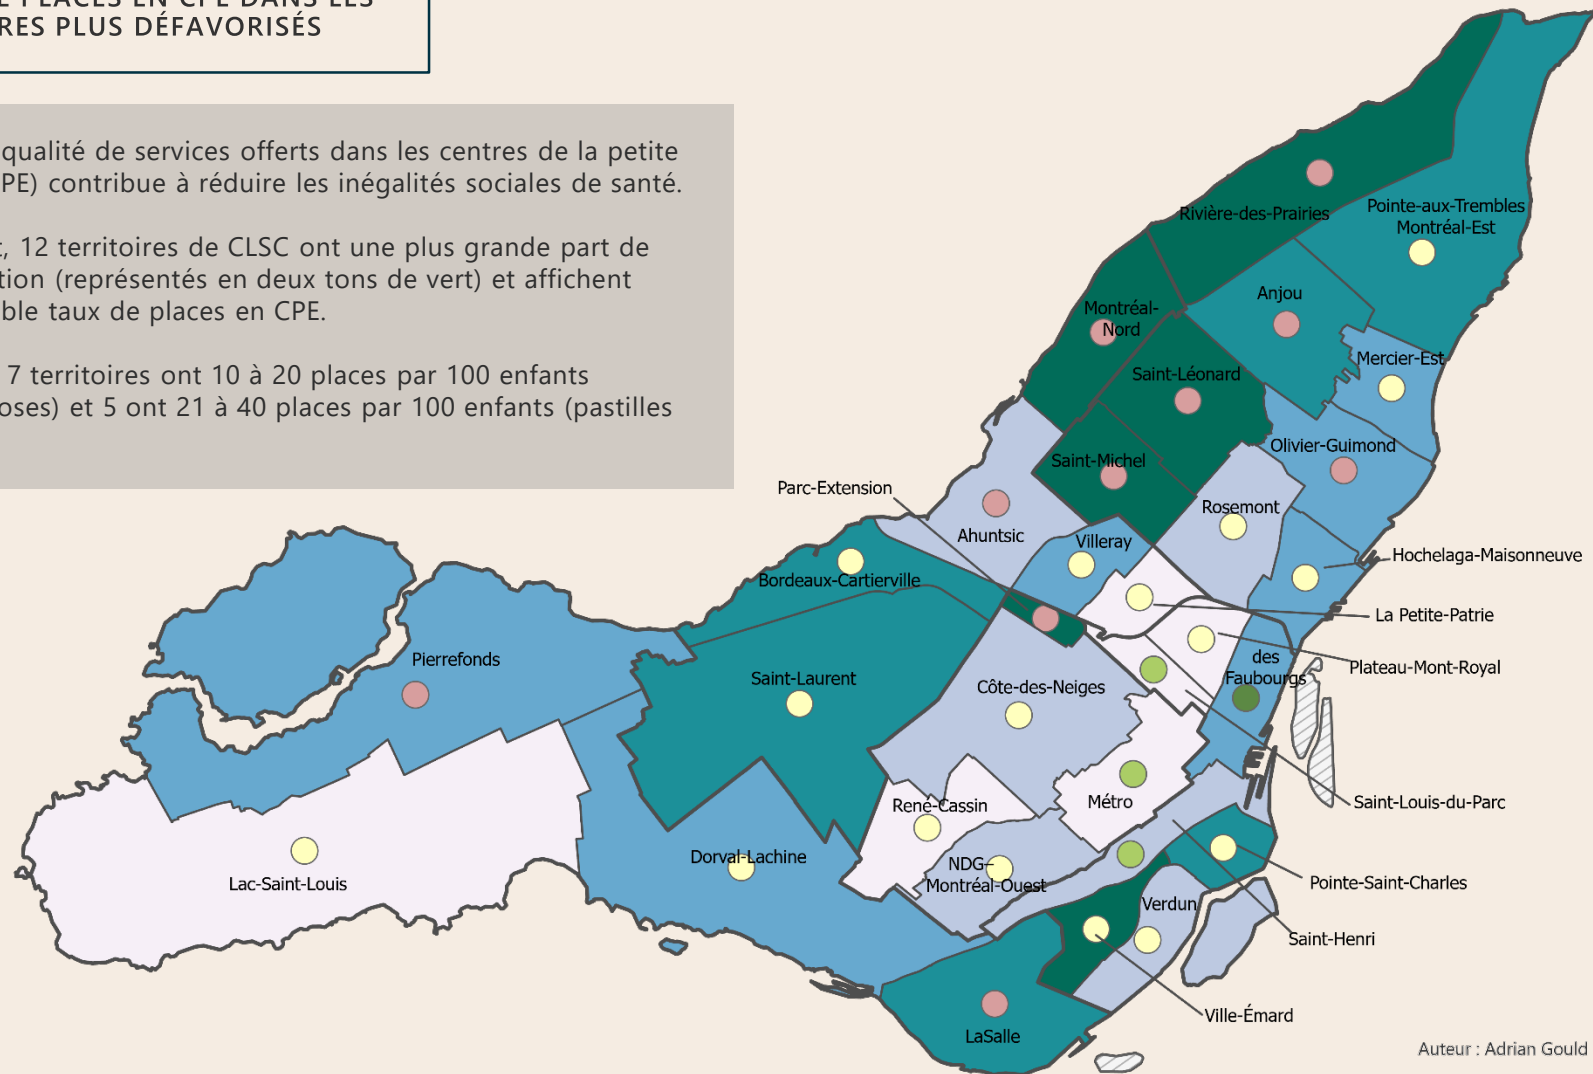 PLACES EN CPE DANS LES
PLUS DÉFAVORISÉS
qualité de services offerts dans les centres de la petite
contribue à réduire les inégalités sociales de santé.
12 territoires de CLSC ont une plus grande part de
(représentés en deux tons de vert) et affichent
taux de places en CPE.
7 territoires ont 10 à 20 places par 100 enfants
et 5 ont 21 à 40 places par 100 enfants (pastilles
Rivière-des-Prairies
Pointe-aux-Trembles
Montréal-Est
Anjou
Montréal-
Nord
Mercier-Est
Saint-Léonard
Olivier-Guimond
Saint-Michel
Parc-Extension
Rosemont
Ahuntsic
Villeray
Hochelaga-Maisonneuve
Bordeaux-Cartierville
La Petite-Patrie
Pierrefonds
des
Faubourgs
Plateau-Mont-Royal
Saint-Laurent
Côte-des-Neiges
René-Cassin
Métro
Saint-Louis-du-Parc
Dorval-Lachine
NDG–
Montréal-Ouest
Lac-Saint-Louis
Pointe-Saint-Charles
Verdun
Saint-Henri
Ville-Émard
LaSalle
Auteur : Adrian Gould